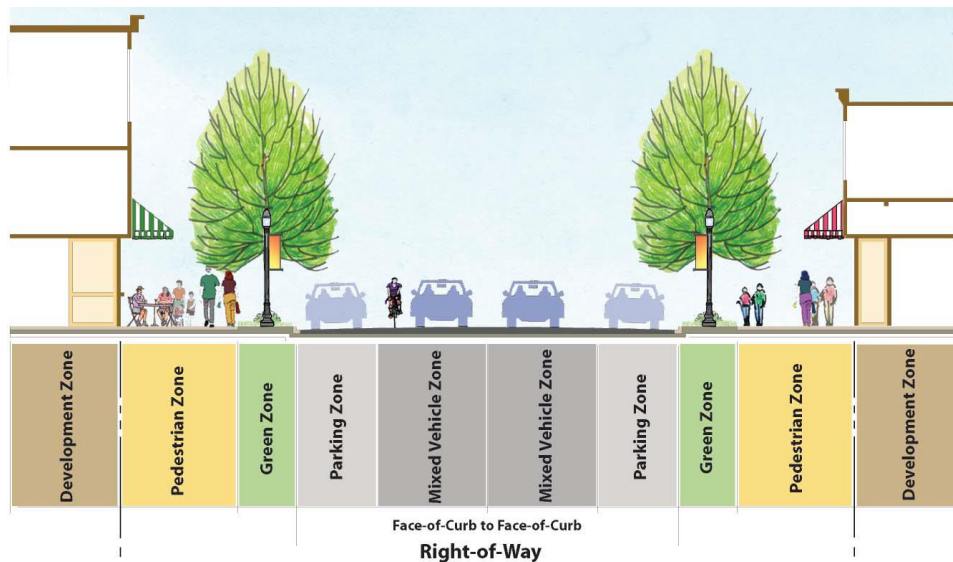 Development Zone
Pedestrian Zone
Green Zone
Parking Zone
Mixed Vehicle Zone
Mixed Vehicle Zone
Parking Zone
Green Zone
Pedestrian Zone
Development Zone
Face-of-Curb to Face-of-Curb
Right-of-Way